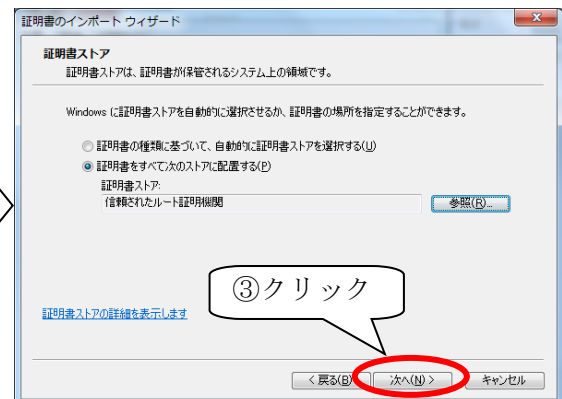 証明書のインポート ウィザード
証明書ストア
証明書ストアは、証明書が保管されるシステム上の領域です。
Windows に証明書ストアを自動的に選択させるか、証明書の場所を指定することができます。
証明書の種類に基づいて、自動的に証明書ストアを選択する(U)
証明書をすべて次のストアに配置する(P)
証明書ストア:
信頼されたルート証明機関
参照(R)...
③クリック
証明書ストアの詳細を表示します
< 戻る(B)
次へ(N) >
キャンセル